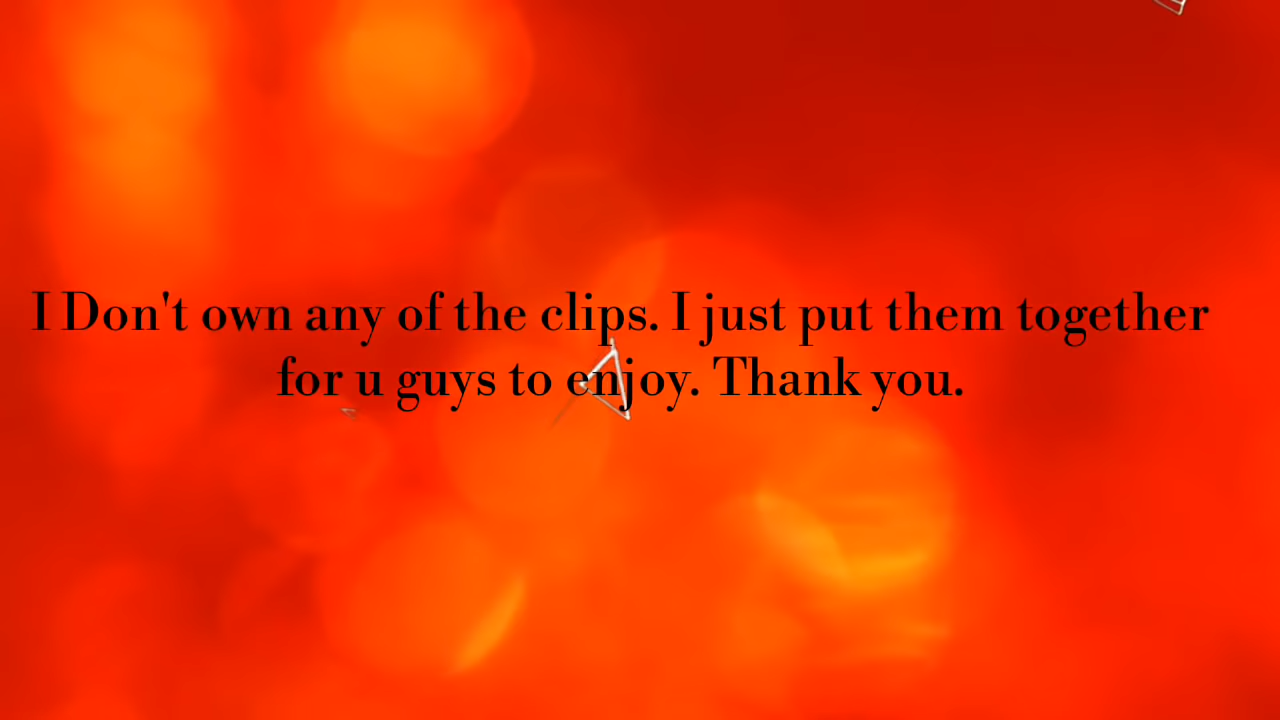 I Don't own any of the clips. I just put them together
for u guys to enjoy. Thank you.